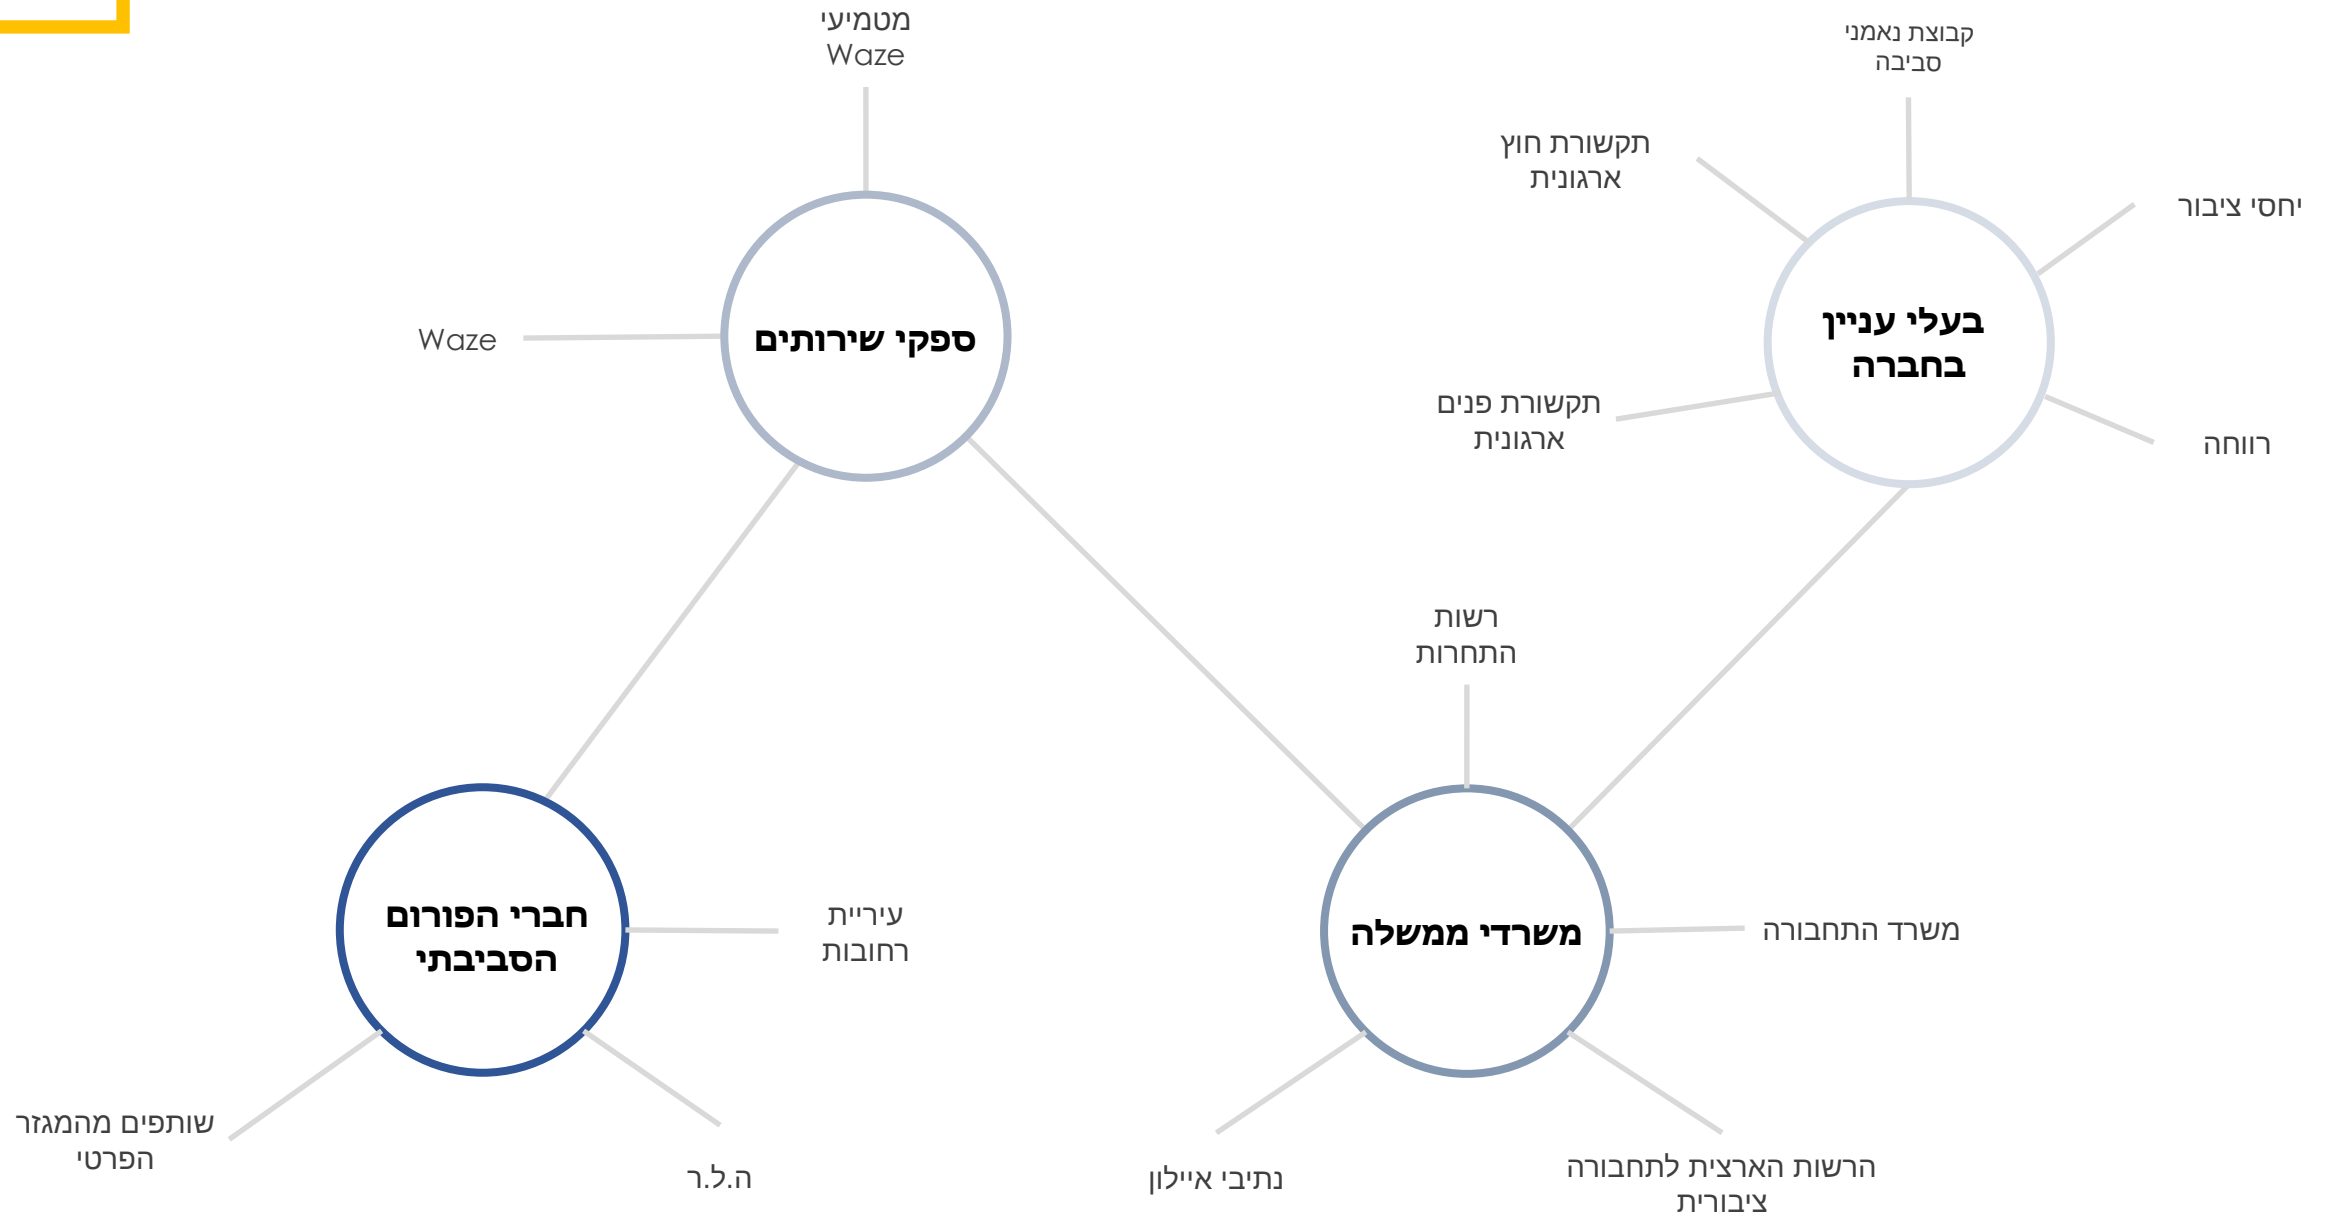 קבוצת נאמני
סביבה
תקשורת חוץ
ארגונית
יחסי ציבור
בעלי עניין
בחברה
תקשורת פנים
ארגונית
רווחה
מטמיעי
Waze
ספקי שירותים
Waze
רשות
התחרות
משרדי ממשלה
משרד התחבורה
הרשות הארצית לתחבורה
ציבורית
נתיבי איילון
חברי הפורום
הסביבתי
עיריית
רחובות
ה.ל.ר
שותפים מהמגזר
הפרטי